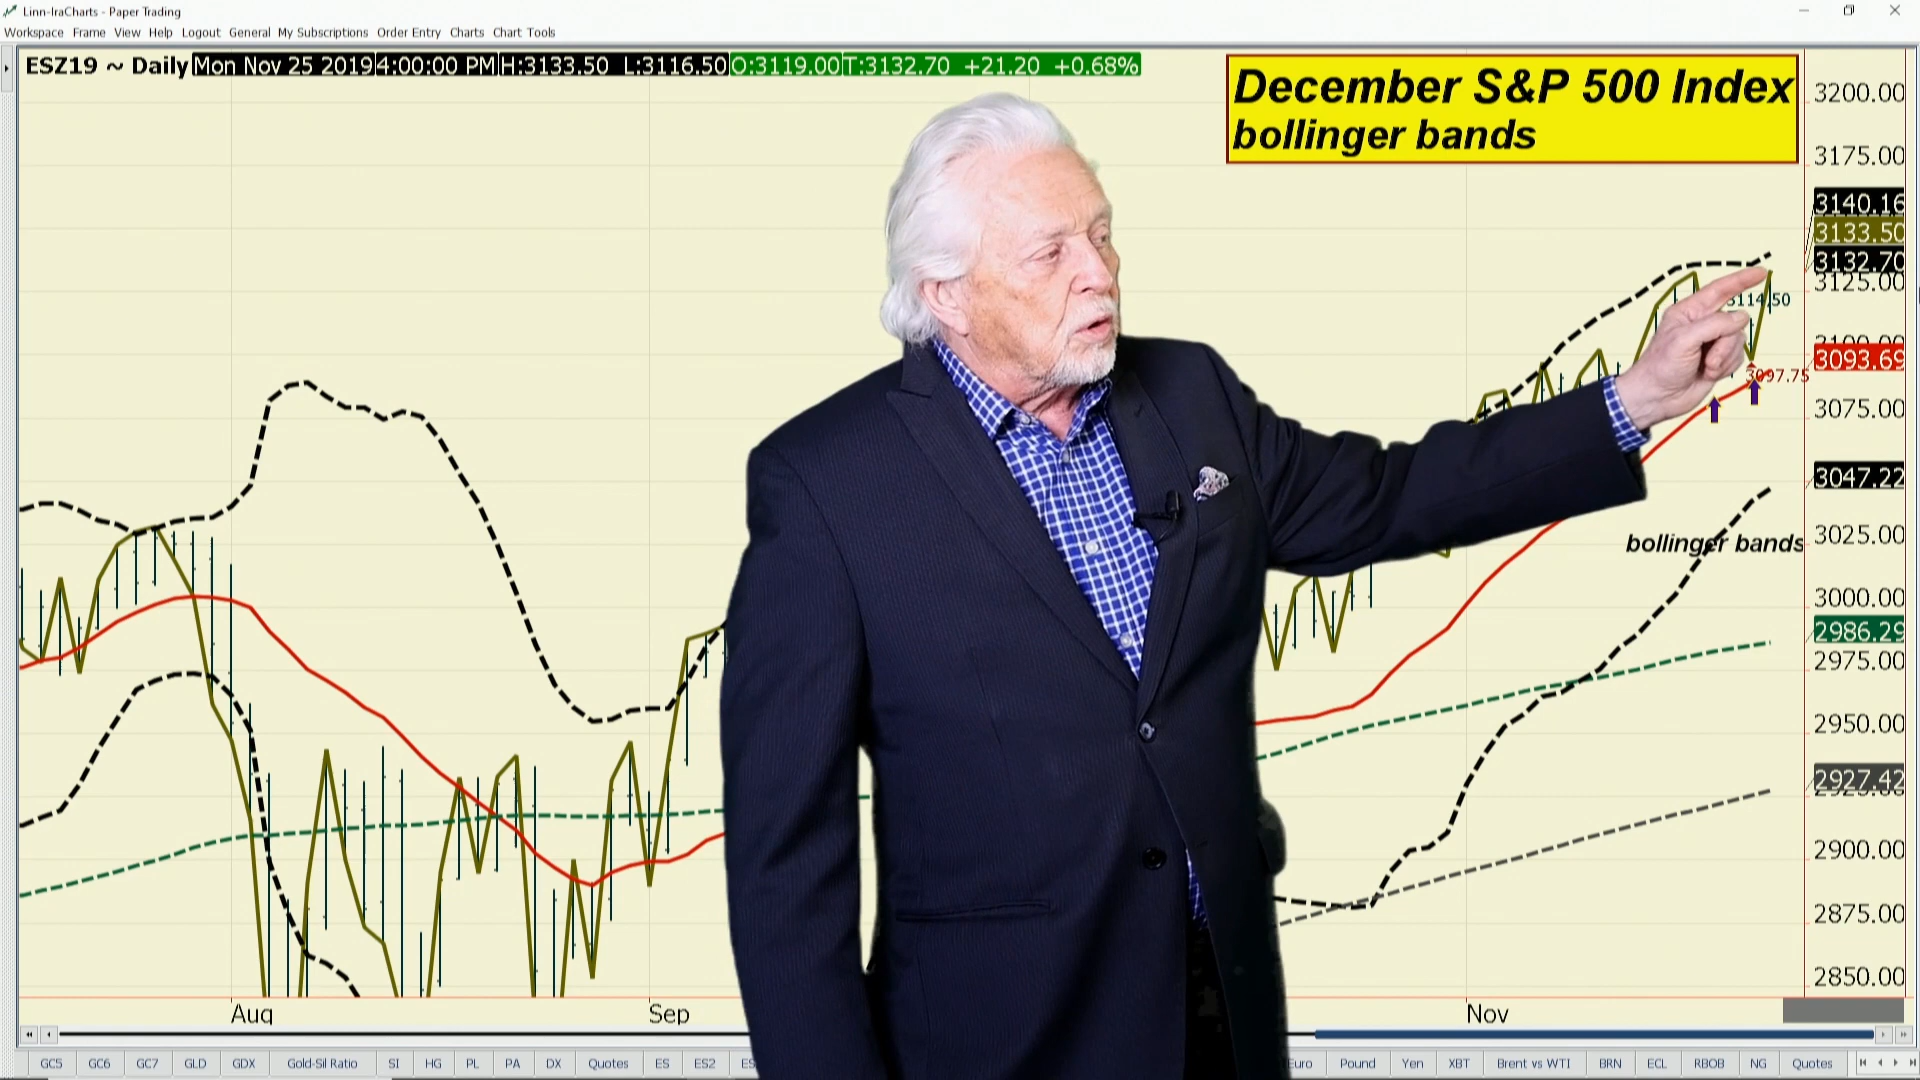 Linn-IraCharts - Paper Trading
Workspace Frame View Help Logout General My Subscriptions Order Entry Charts Chart Tools
ESZ19 ~ Daily Mon Nov 25 2019 4:00:00 PM H:3133.50 L:3116.50 O:3119.00 T:3132.70 +21.20 +0.68%
December S&P 500 Index
bollinger bands
3200.00
3175.00
3140.16
3133.50
3132.70
3125.00
3114.50
3100.00
3093.69
3097.75
3075.00
3047.22
3025.00
bollinger bands
3000.00
2986.29
2975.00
2950.00
2927.42
2925.00
2900.00
2875.00
2850.00
Aug Sep Nov
GC5 GC6 GC7 GLD GDX Gold-Sil Ratio SI HG PL PA DX Quotes ES ES2 Euro Pound Yen XBT Brent vs WTI BRN ECL RBOB NG Quotes